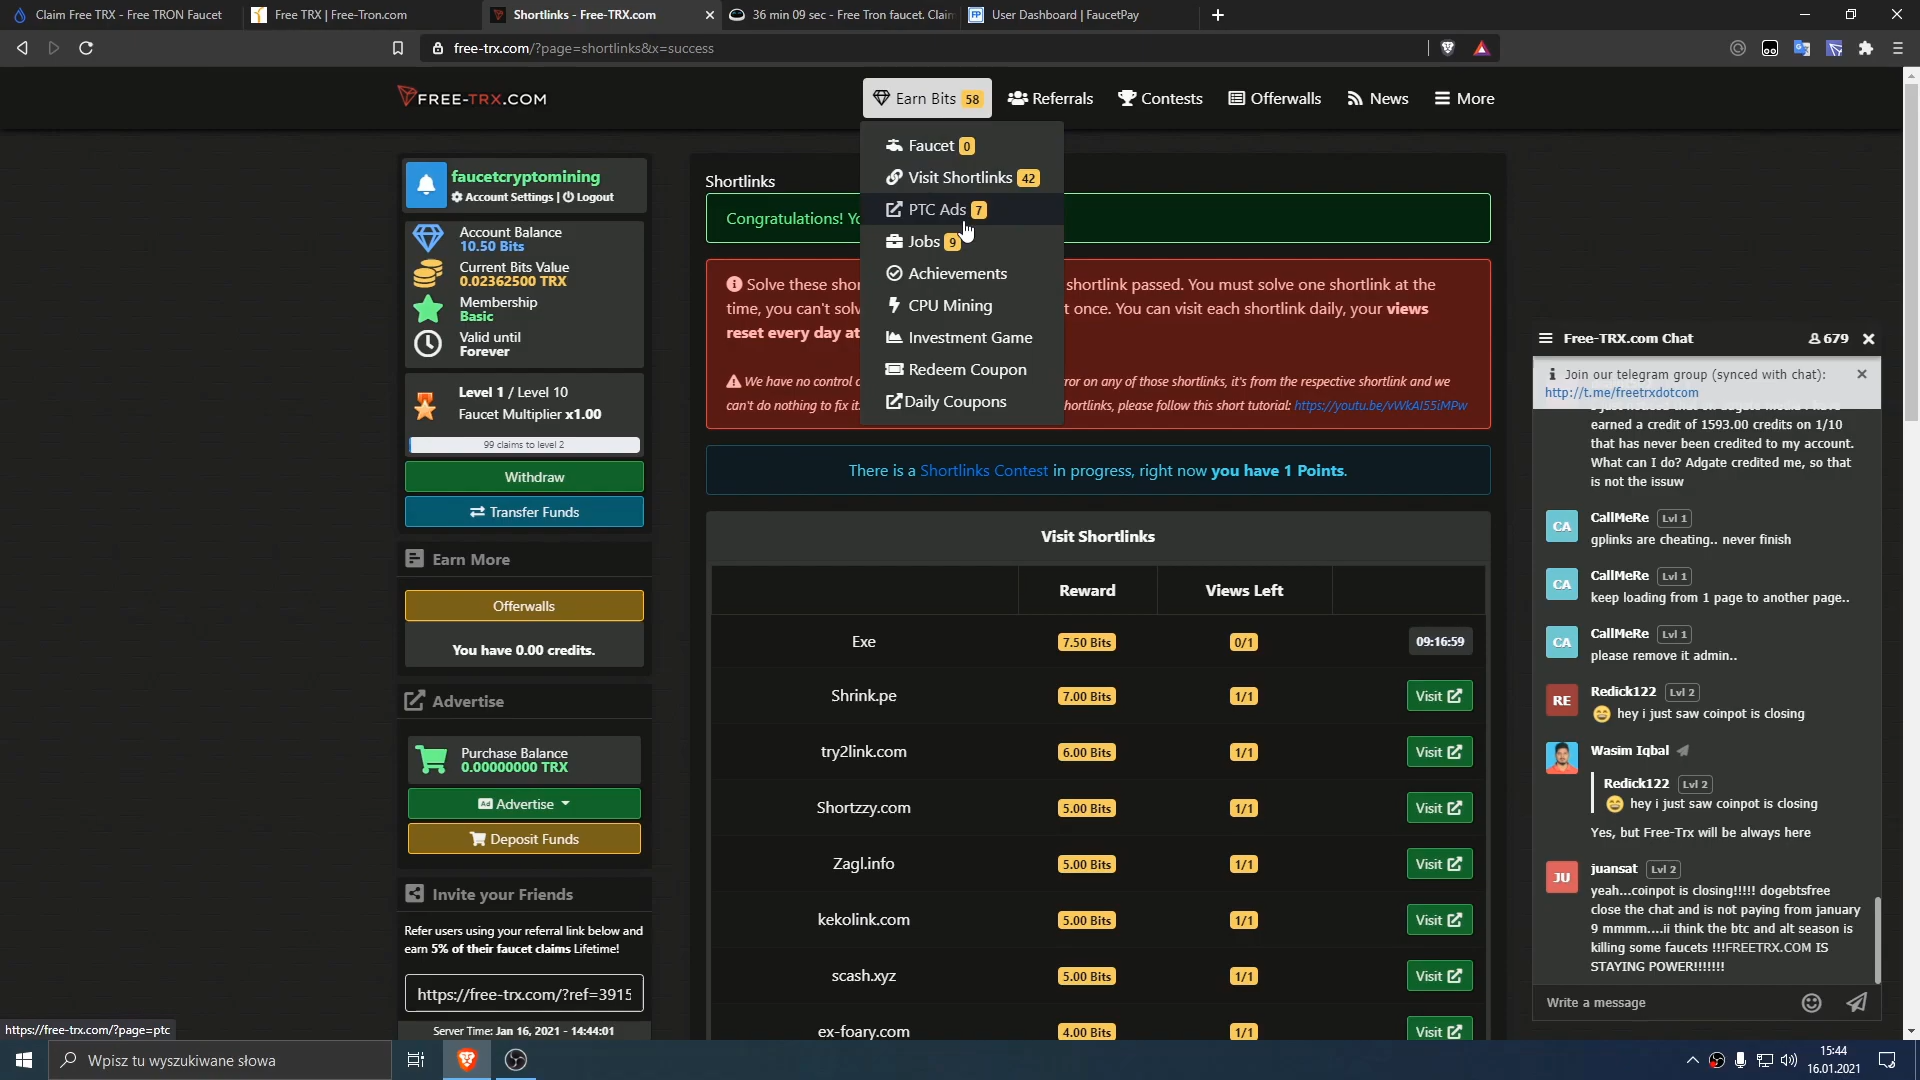 Claim Free TRX - Free TRON Faucet
Free TRX | Free-Tron.com
Shortlinks - Free-TRX.com
36 min 09 sec - Free Tron faucet. Claim
User Dashboard | FaucetPay
free-trx.com/?page=shortlinks&x=success
FREE-TRX.COM
Earn Bits 58
Referrals
Contests
Offerwalls
News
More
Faucet 0
Visit Shortlinks 42
PTC Ads 7
Jobs 9
Achievements
CPU Mining
Investment Game
Redeem Coupon
Daily Coupons
faucetcryptomining
Account Settings | Logout
Account Balance
10.50 Bits
Current Bits Value
0.02362500 TRX
Membership
Basic
Valid until
Forever
Level 1 / Level 10
Faucet Multiplier x1.00
99 claims to level 2
Withdraw
Transfer Funds
Earn More
Offerwalls
You have 0.00 credits.
Advertise
Purchase Balance
0.00000000 TRX
Ad Advertise
Deposit Funds
Invite your Friends
Refer users using your referral link below and
earn 5% of their faucet claims Lifetime!
https://free-trx.com/?ref=3915
Server Time: Jan 16, 2021 - 14:44:01
Shortlinks
Congratulations! Yo
Solve these shor shortlink passed. You must solve one shortlink at the
time, you can't solv t once. You can visit each shortlink daily, your views
reset every day at
We have no control o ror on any of those shortlinks, it's from the respective shortlink and we
can't do nothing to fix it. hortlinks, please follow this short tutorial: https://youtu.be/vWkAI55iMPw
There is a Shortlinks Contest in progress, right now you have 1 Points.
Visit Shortlinks
Reward Views Left
Exe 7.50 Bits 0/1 09:16:59
Shrink.pe 7.00 Bits 1/1 Visit
try2link.com 6.00 Bits 1/1 Visit
Shortzzy.com 5.00 Bits 1/1 Visit
Zagl.info 5.00 Bits 1/1 Visit
kekolink.com 5.00 Bits 1/1 Visit
scash.xyz 5.00 Bits 1/1 Visit
ex-foary.com 4.00 Bits 1/1 Visit
Free-TRX.com Chat 679
Join our telegram group (synced with chat):
http://t.me/freetrxdotcom
earned a credit of 1593.00 credits on 1/10
that has never been credited to my account.
What can I do? Adgate credited me, so that
is not the issuw
CA CallMeRe Lvl 1
gplinks are cheating.. never finish
CA CallMeRe Lvl 1
keep loading from 1 page to another page..
CA CallMeRe Lvl 1
please remove it admin..
RE Redick122 Lvl 2
hey i just saw coinpot is closing
Wasim Iqbal
Redick122 Lvl 2
hey i just saw coinpot is closing
Yes, but Free-Trx will be always here
JU juansat Lvl 2
yeah...coinpot is closing!!!!! dogebtsfree
close the chat and is not paying from january
9 mmmm....ii think the btc and alt season is
killing some faucets !!!FREETRX.COM IS
STAYING POWER!!!!!!!
Write a message
https://free-trx.com/?page=ptc
Wpisz tu wyszukiwane słowa
15:44
16.01.2021